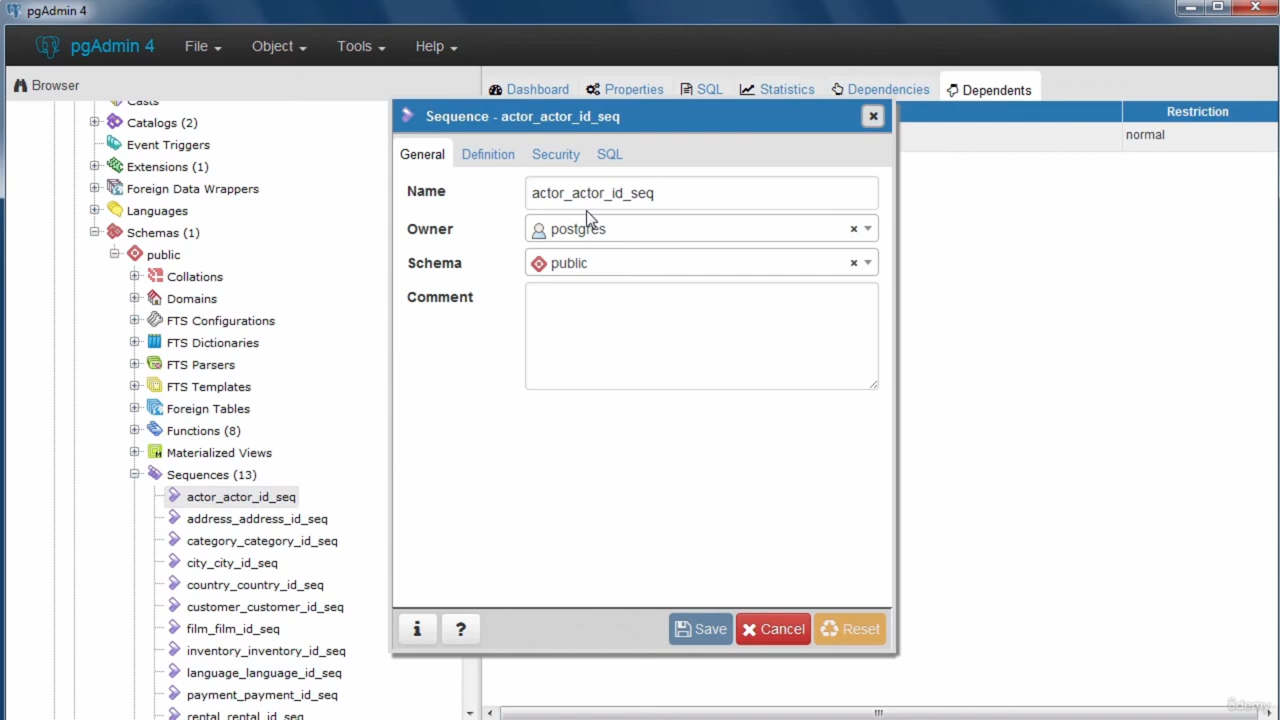 pgAdmin 4
pgAdmin 4 File Object Tools Help
Browser
Dashboard Properties SQL Statistics Dependencies Dependents
Restriction
normal
Casts
Catalogs (2)
Event Triggers
Extensions (1)
Foreign Data Wrappers
Languages
Schemas (1)
public
Collations
Domains
FTS Configurations
FTS Dictionaries
FTS Parsers
FTS Templates
Foreign Tables
Functions (8)
Materialized Views
Sequences (13)
actor_actor_id_seq
address_address_id_seq
category_category_id_seq
city_city_id_seq
country_country_id_seq
customer_customer_id_seq
film_film_id_seq
inventory_inventory_id_seq
language_language_id_seq
payment_payment_id_seq
rental_rental_id_seq
Sequence - actor_actor_id_seq
General Definition Security SQL
Name actor_actor_id_seq
Owner postgres
Schema public
Comment
i ? Save Cancel Reset
udemy